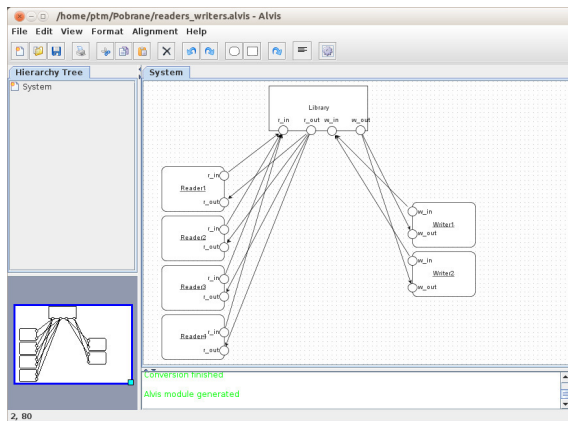 /home/ptm/Pobrane/readers_writers.alvis - Alvis
File Edit View Format Alignment Help
Hierarchy Tree
System
System
Library
r_in r_out w_in w_out
r_in
Reader1
r_out
r_in
Reader2
r_out
r_in
Reader3
r_out
r_in
Reader4
r_out
w_in
Writer1
w_out
w_in
Writer2
w_out
Conversion finished
Alvis module generated
2, 80